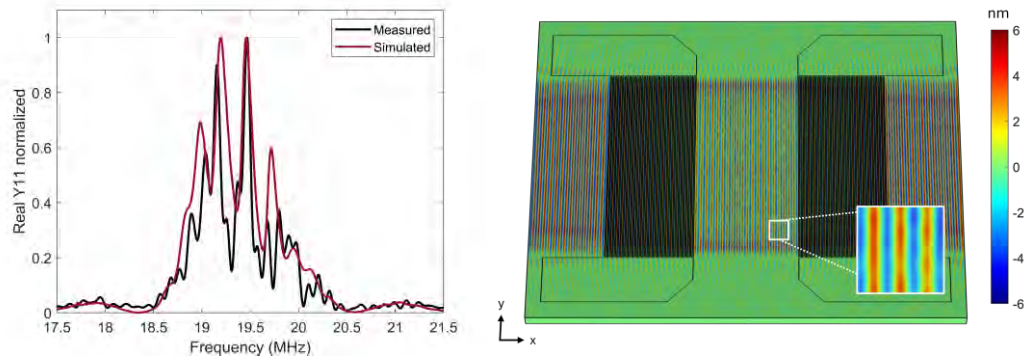 Real Y11 normalized
1
0.8
0.6
0.4
0.2
0
Measured
Simulated
17.5 18 18.5 19 19.5 20 20.5 21 21.5
Frequency (MHz)
nm
6
4
2
0
-2
-4
-6
y
x